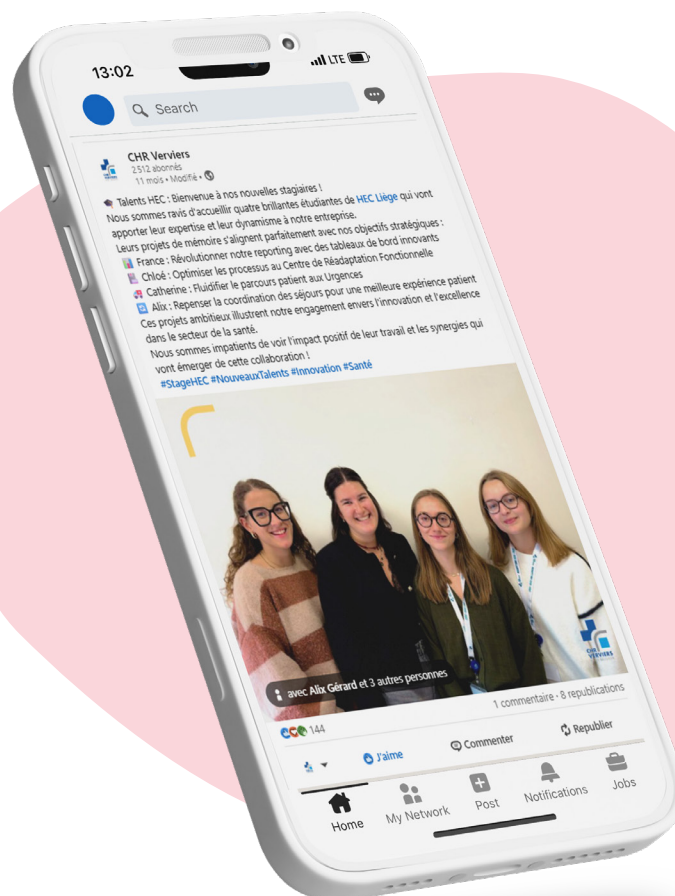 13:02
LTE
Search
CHR Verviers
2 512 abonnés
11 mois • Modifié •
Talents HEC : Bienvenue à nos nouvelles stagiaires !
Nous sommes ravis d'accueillir quatre brillantes étudiantes de HEC Liège qui vont
apporter leur expertise et leur dynamisme à notre entreprise.
Leurs projets de mémoire s'alignent parfaitement avec nos objectifs stratégiques :
France : Révolutionner notre reporting avec des tableaux de bord innovants
Chloé : Optimiser les processus au Centre de Réadaptation Fonctionnelle
Catherine : Fluidifier le parcours patient aux Urgences
Alix : Repenser la coordination des séjours pour une meilleure expérience patient
Ces projets ambitieux illustrent notre engagement envers l'innovation et l'excellence
dans le secteur de la santé.
Nous sommes impatients de voir l'impact positif de leur travail et les synergies qui
vont émerger de cette collaboration !
#StageHEC #NouveauxTalents #Innovation #Santé
CHR
VERVIERS
avec Alix Gérard et 3 autres personnes
144
1 commentaire · 8 republications
J'aime
Commenter
Republier
Home
My Network
Post
Notifications
Jobs